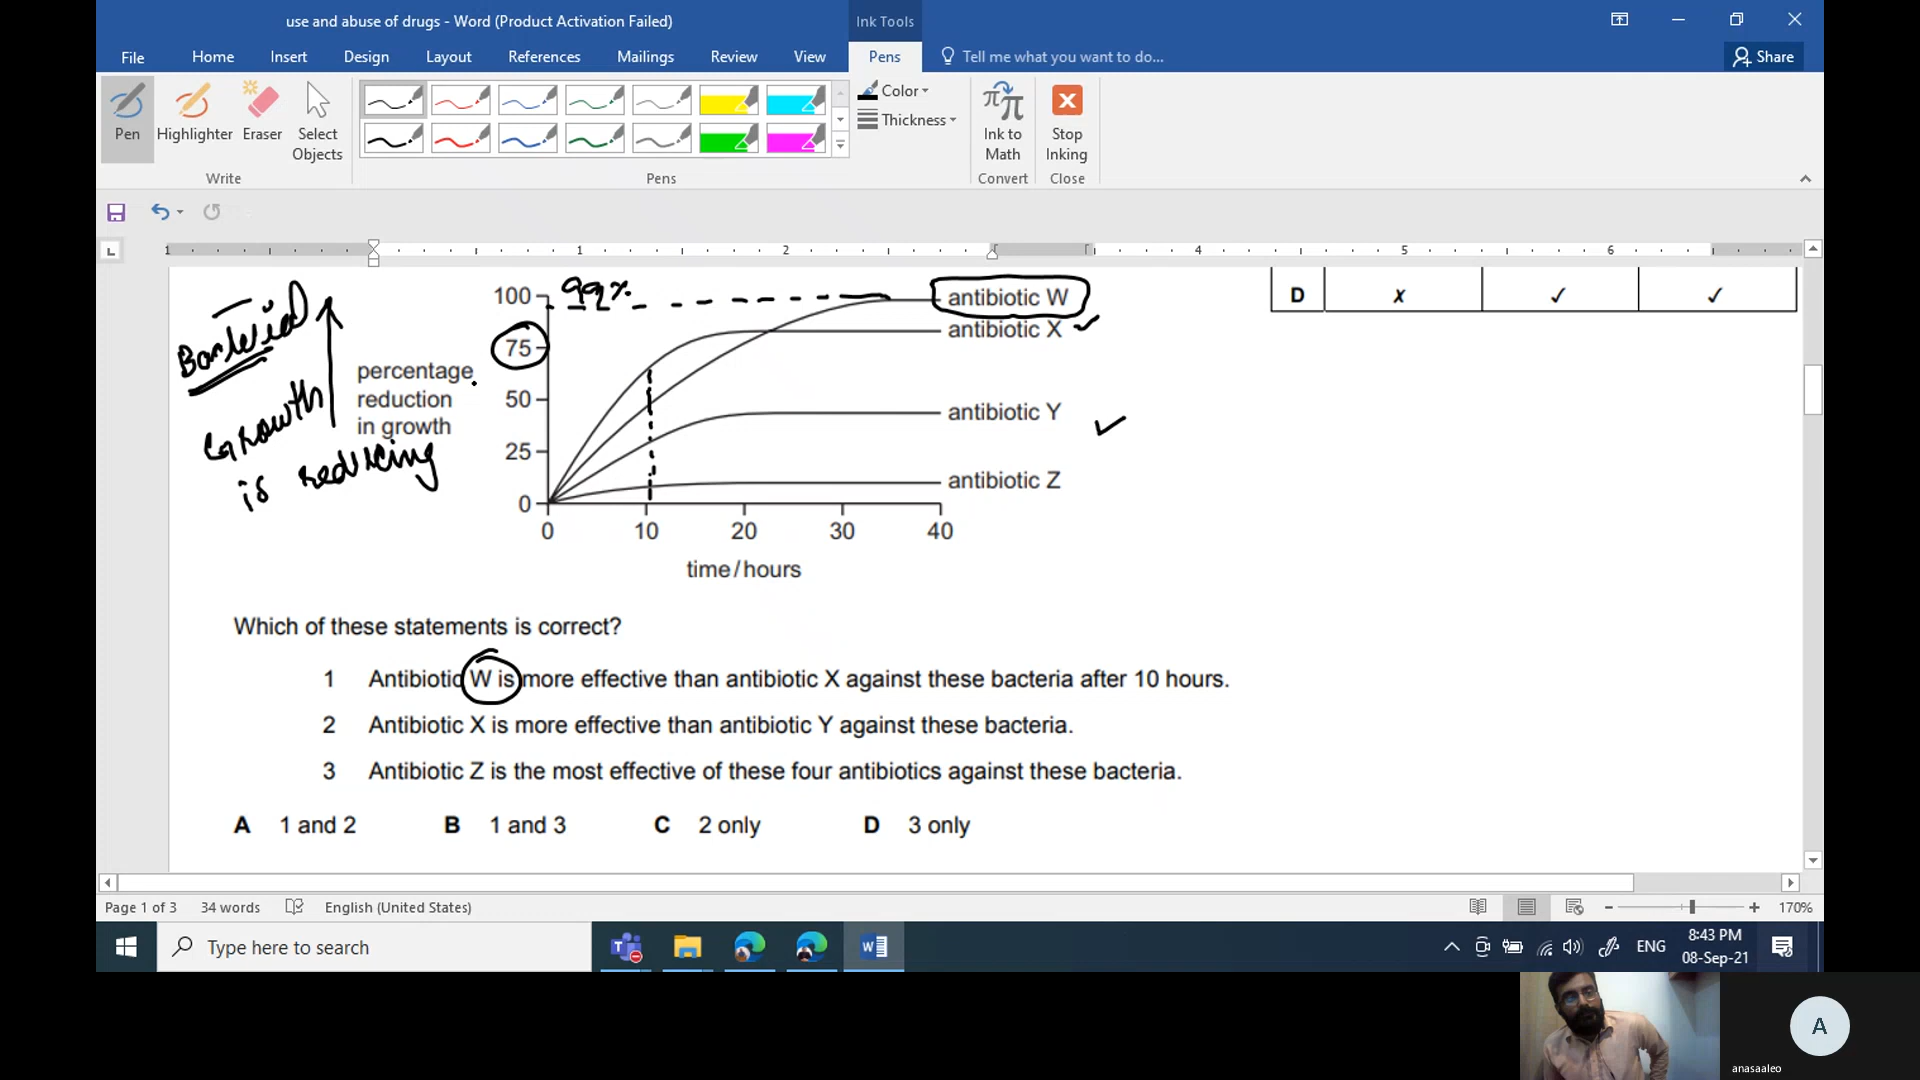 use and abuse of drugs - Word (Product Activation Failed)
Ink Tools
File
Home
Insert
Design
Layout
References
Mailings
Review
View
Pens
Tell me what you want to do...
Share
Pen
Highlighter
Eraser
Select Objects
Color
Thickness
Ink to Math
Stop Inking
Write
Pens
Convert
Close
1 1 2 4 5 6
Bacterial
Growth
is reducing
percentage
reduction
in growth
99%
100
75
50
25
0
0 10 20 30 40
time/hours
antibiotic W
antibiotic X ✓
antibiotic Y ✓
antibiotic Z
D ✗ ✓ ✓
Which of these statements is correct?
1 Antibiotic W is more effective than antibiotic X against these bacteria after 10 hours.
2 Antibiotic X is more effective than antibiotic Y against these bacteria.
3 Antibiotic Z is the most effective of these four antibiotics against these bacteria.
A 1 and 2 B 1 and 3 C 2 only D 3 only
Page 1 of 3 34 words English (United States) 170%
Type here to search
ENG
8:43 PM
08-Sep-21
A
anasaaleo